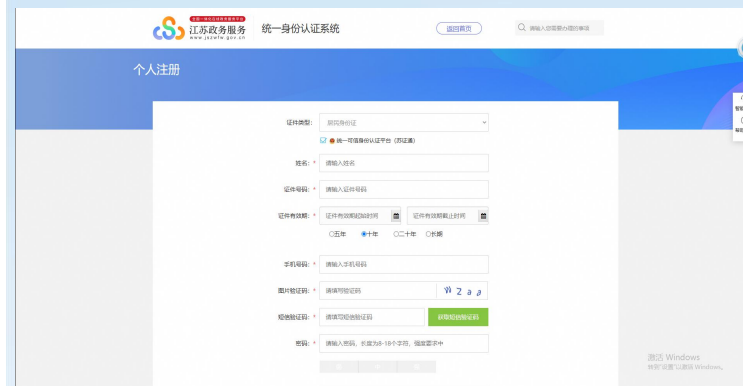 全国一体化在线政务服务平台
江苏政务服务
www.jszwfw.gov.cn
统一身份认证系统
返回首页
请输入您需要办理的事项
个人注册
证件类型： 居民身份证
统一可信身份认证平台（苏证通）
姓名： * 请输入姓名
证件号码： * 请输入证件号码
证件有效期： * 证件有效期起始时间 证件有效期截止时间
五年 十年 二十年 长期
手机号码： * 请输入手机号码
图片验证码： * 请填写验证码
短信验证码： * 请填写短信验证码 获取短信验证码
密码： * 请输入密码，长度为8-18个字符，强度要求中
激活 Windows
转到"设置"以激活 Windows。